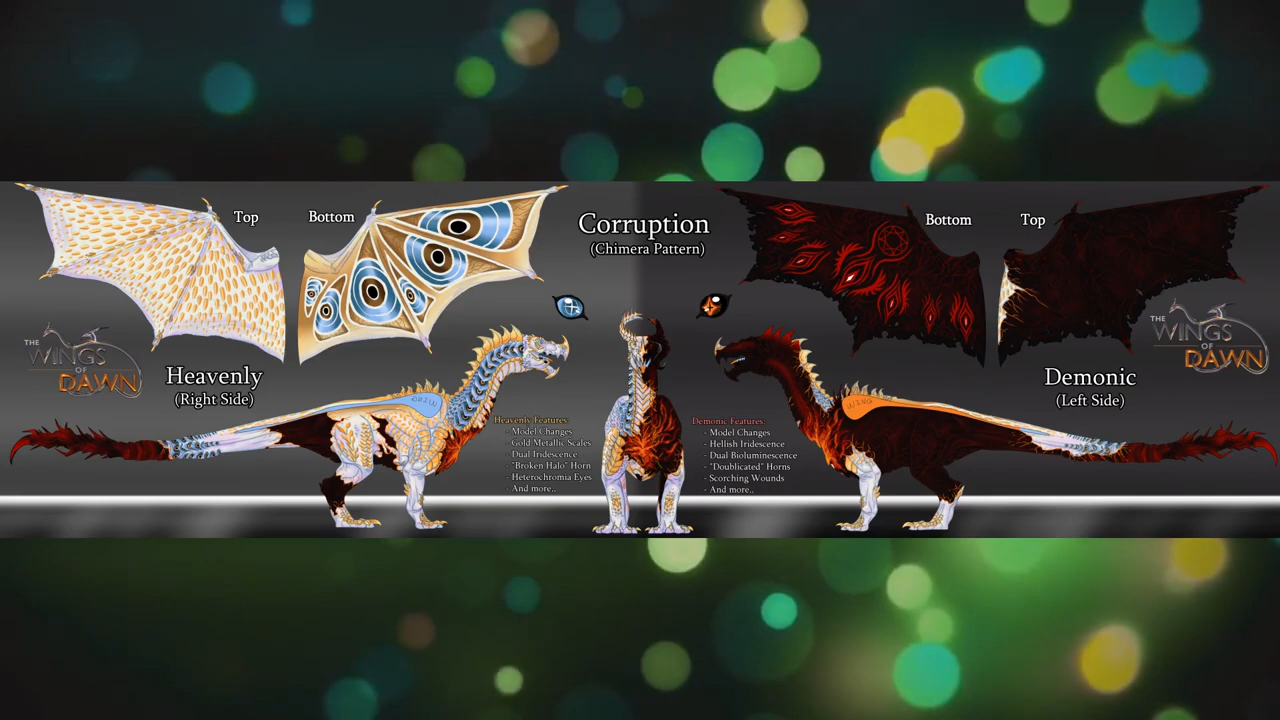 Top
Bottom
Corruption
(Chimera Pattern)
Bottom
Top
THE
WINGS
OF
DAWN
Heavenly
(Right Side)
THE
WINGS
OF
DAWN
Demonic
(Left Side)
WING
WING
Heavenly Features:
- Model Changes
- Gold Metallic Scales
- Dual Iridescence
- "Broken Halo" Horn
- Heterochromia Eyes
- And more..
Demonic Features:
- Model Changes
- Hellish Iridescence
- Dual Bioluminescence
- "Doublicated" Horns
- Scorching Wounds
- And more..